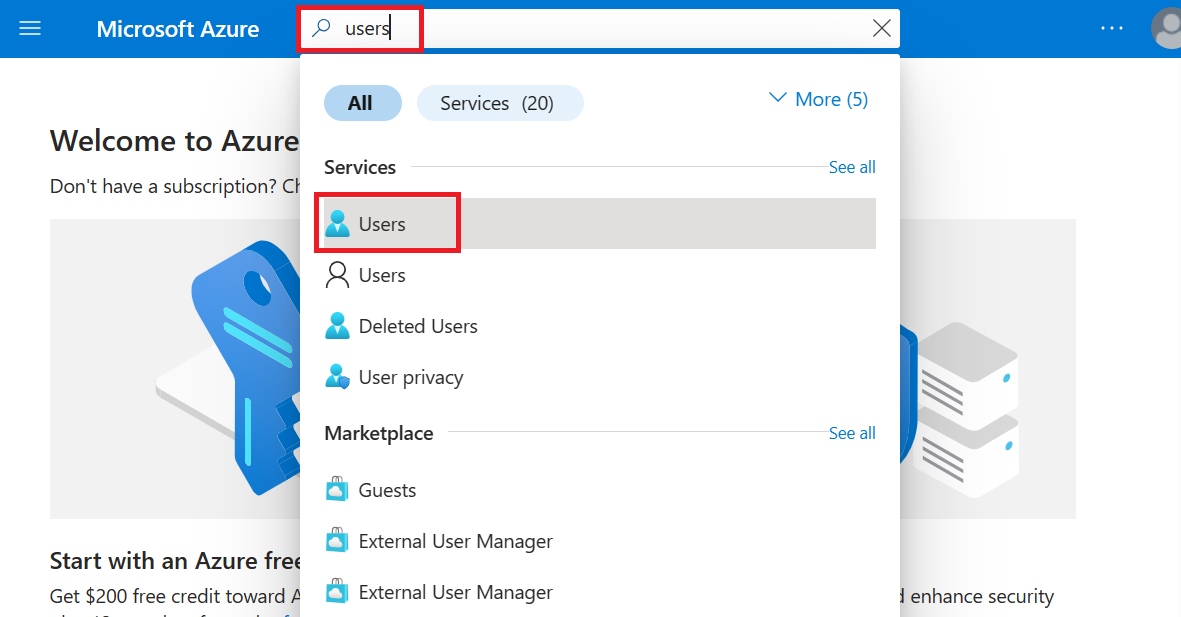 Microsoft Azure
users
All
Services (20)
More (5)
Welcome to Azure
Services
See all
Don't have a subscription?
Users
Users
Deleted Users
User privacy
Marketplace
See all
Guests
External User Manager
Start with an Azure
External User Manager
Get $200 free credit toward
enhance security